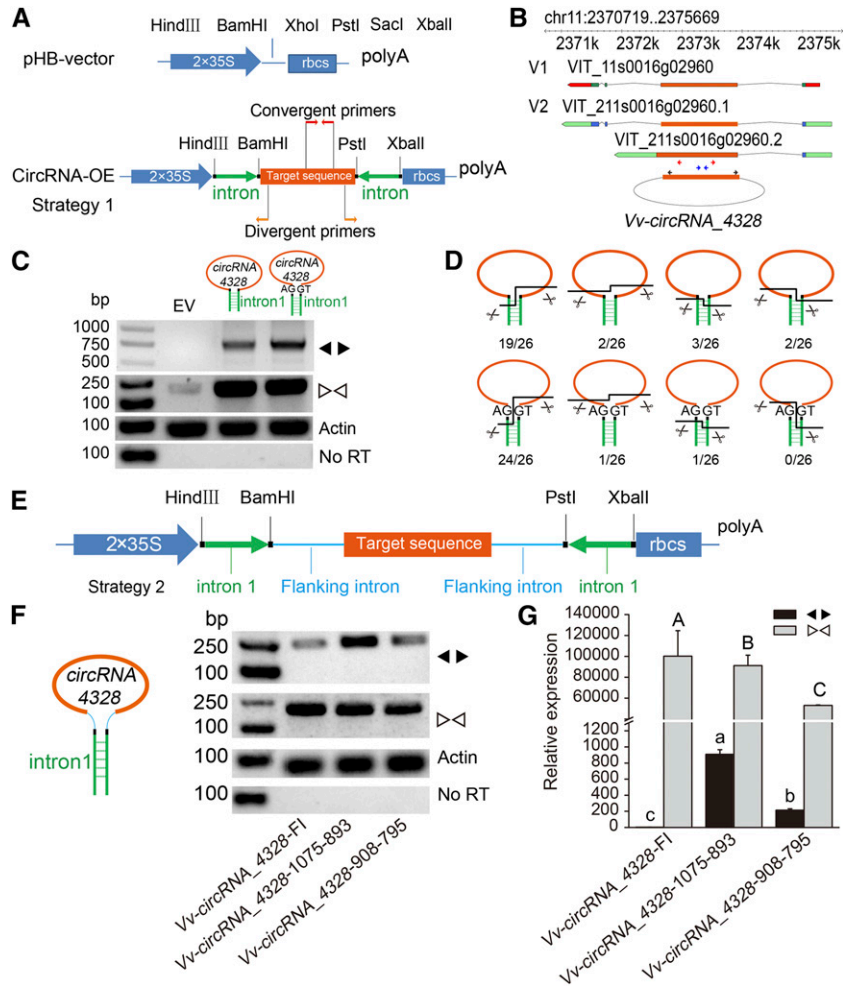 A
HindⅢ BamHI XhoI PstI SacI XbaII
pHB-vector 2×35S rbcs polyA
Convergent primers
HindⅢ BamHI PstI XbaII
CircRNA-OE 2×35S intron Target sequence intron rbcs polyA
Strategy 1
Divergent primers
B
chr11:2370719..2375669
2371k 2372k 2373k 2374k 2375k
V1 VIT_11s0016g02960
V2 VIT_211s0016g02960.1
VIT_211s0016g02960.2
Vv-circRNA_4328
C
circRNA 4328 intron1
circRNA 4328 AGGT intron1
bp EV
1000
750
500
250
100
100 Actin
100 No RT
D
19/26 2/26 3/26 2/26
AGGT AGGT AGGT AGGT
24/26 1/26 1/26 0/26
E
HindⅢ BamHI PstI XbaII
2×35S Target sequence rbcs polyA
Strategy 2 intron 1 Flanking intron Flanking intron intron 1
F
circRNA
4328
intron1
bp
250
100
250
100
100 Actin
100 No RT
Vv-circRNA_4328-FI
Vv-circRNA_4328-1075-893
Vv-circRNA_4328-908-795
G
Relative expression
140000
120000
100000
80000
60000
1000
800
600
400
200
0
A
B
C
c
a
b
Vv-circRNA_4328-FI
Vv-circRNA_4328-1075-893
Vv-circRNA_4328-908-795